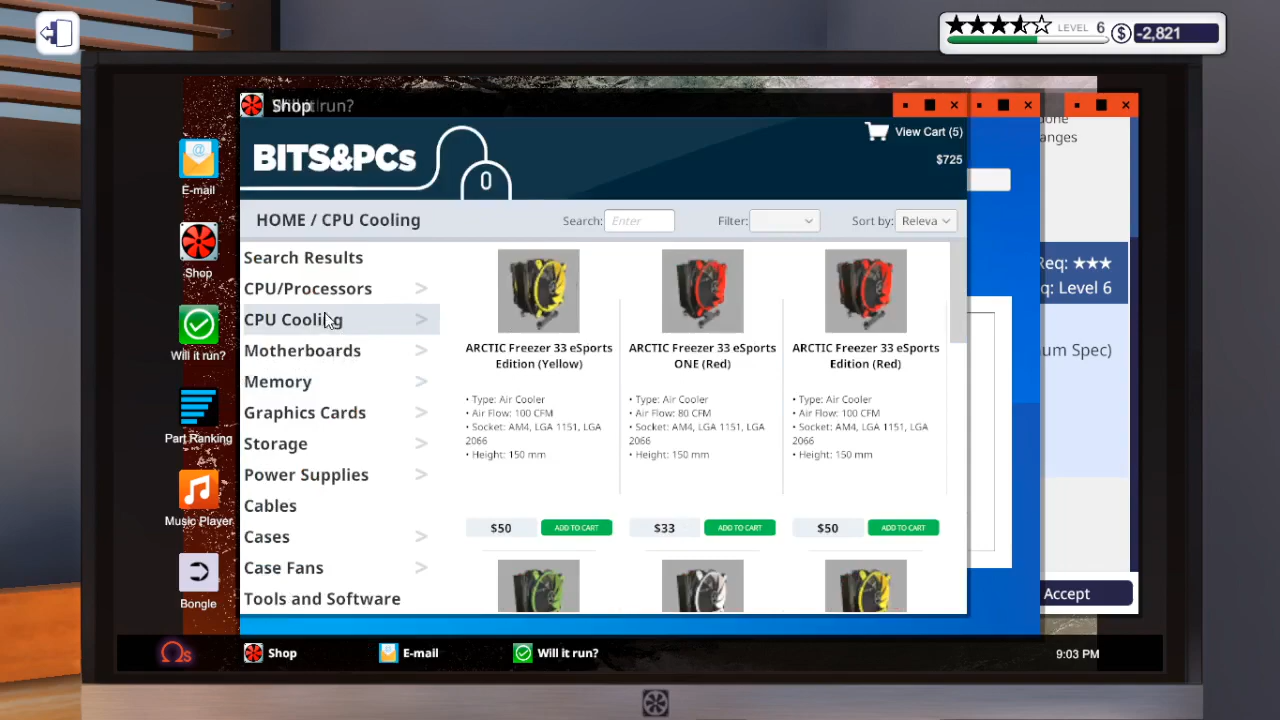 LEVEL 6
$ -2,821
Shop
run?
BITS&PCs
View Cart (5)
$725
HOME / CPU Cooling
Search: Enter
Filter:
Sort by: Releva
Search Results
CPU/Processors >
CPU Cooling >
Motherboards >
Memory >
Graphics Cards >
Storage >
Power Supplies >
Cables
Cases >
Case Fans >
Tools and Software
ARCTIC Freezer 33 eSports
Edition (Yellow)
• Type: Air Cooler
• Air Flow: 100 CFM
• Socket: AM4, LGA 1151, LGA
2066
• Height: 150 mm
$50 ADD TO CART
ARCTIC Freezer 33 eSports
ONE (Red)
• Type: Air Cooler
• Air Flow: 80 CFM
• Socket: AM4, LGA 1151, LGA
2066
• Height: 150 mm
$33 ADD TO CART
ARCTIC Freezer 33 eSports
Edition (Red)
• Type: Air Cooler
• Air Flow: 100 CFM
• Socket: AM4, LGA 1151, LGA
2066
• Height: 150 mm
$50 ADD TO CART
E-mail
Shop
Will it run?
Part Ranking
Music Player
Bongle
one
anges
Req: ★★★
q: Level 6
um Spec)
Accept
Ωs
Shop
E-mail
Will it run?
9:03 PM